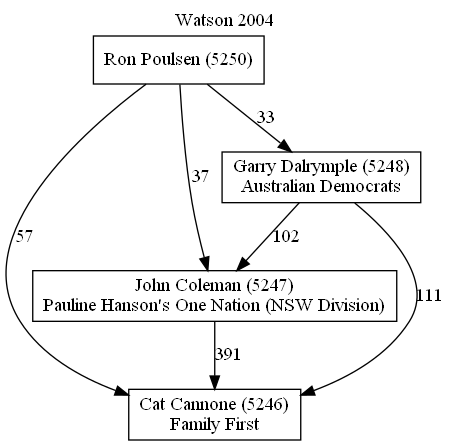 Watson 2004
Ron Poulsen (5250)
33
Garry Dalrymple (5248)
Australian Democrats
37
57
102
John Coleman (5247)
Pauline Hanson's One Nation (NSW Division)
111
391
Cat Cannone (5246)
Family First